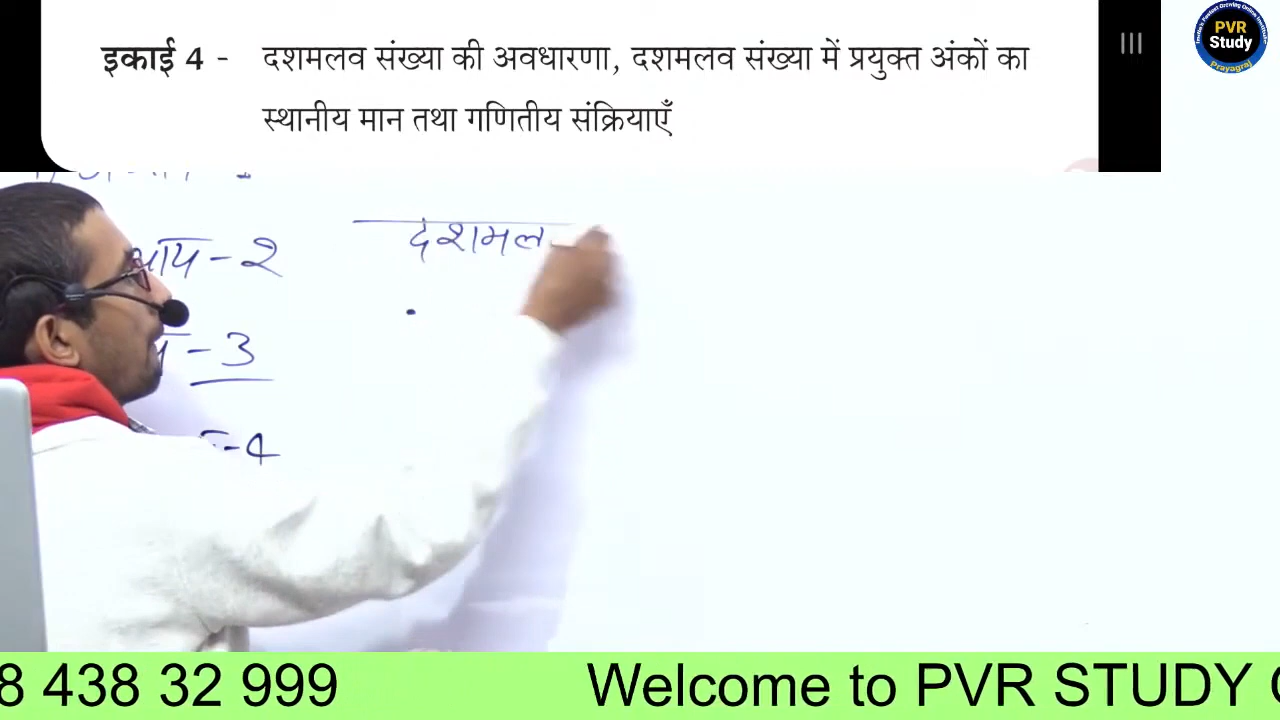 इकाई 4 - दशमलव संख्या की अवधारणा, दशमलव संख्या में प्रयुक्त अंकों का
स्थानीय मान तथा गणितीय संक्रियाएँ
PVR
Study
Prayagraj
- 2
दशमल
- 3
- 4
8 438 32 999
Welcome to PVR STUDY